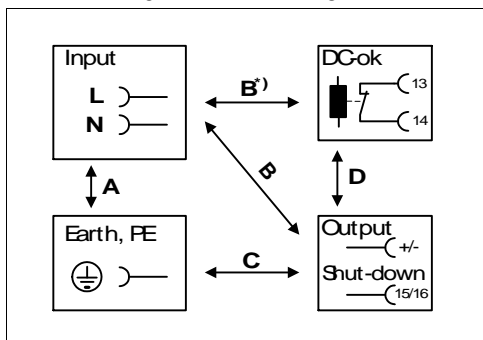 Input
L
N
B*)
DC-ok
13
14
A
B
D
Earth, PE
C
Output
+/-
Shut-down
15/16